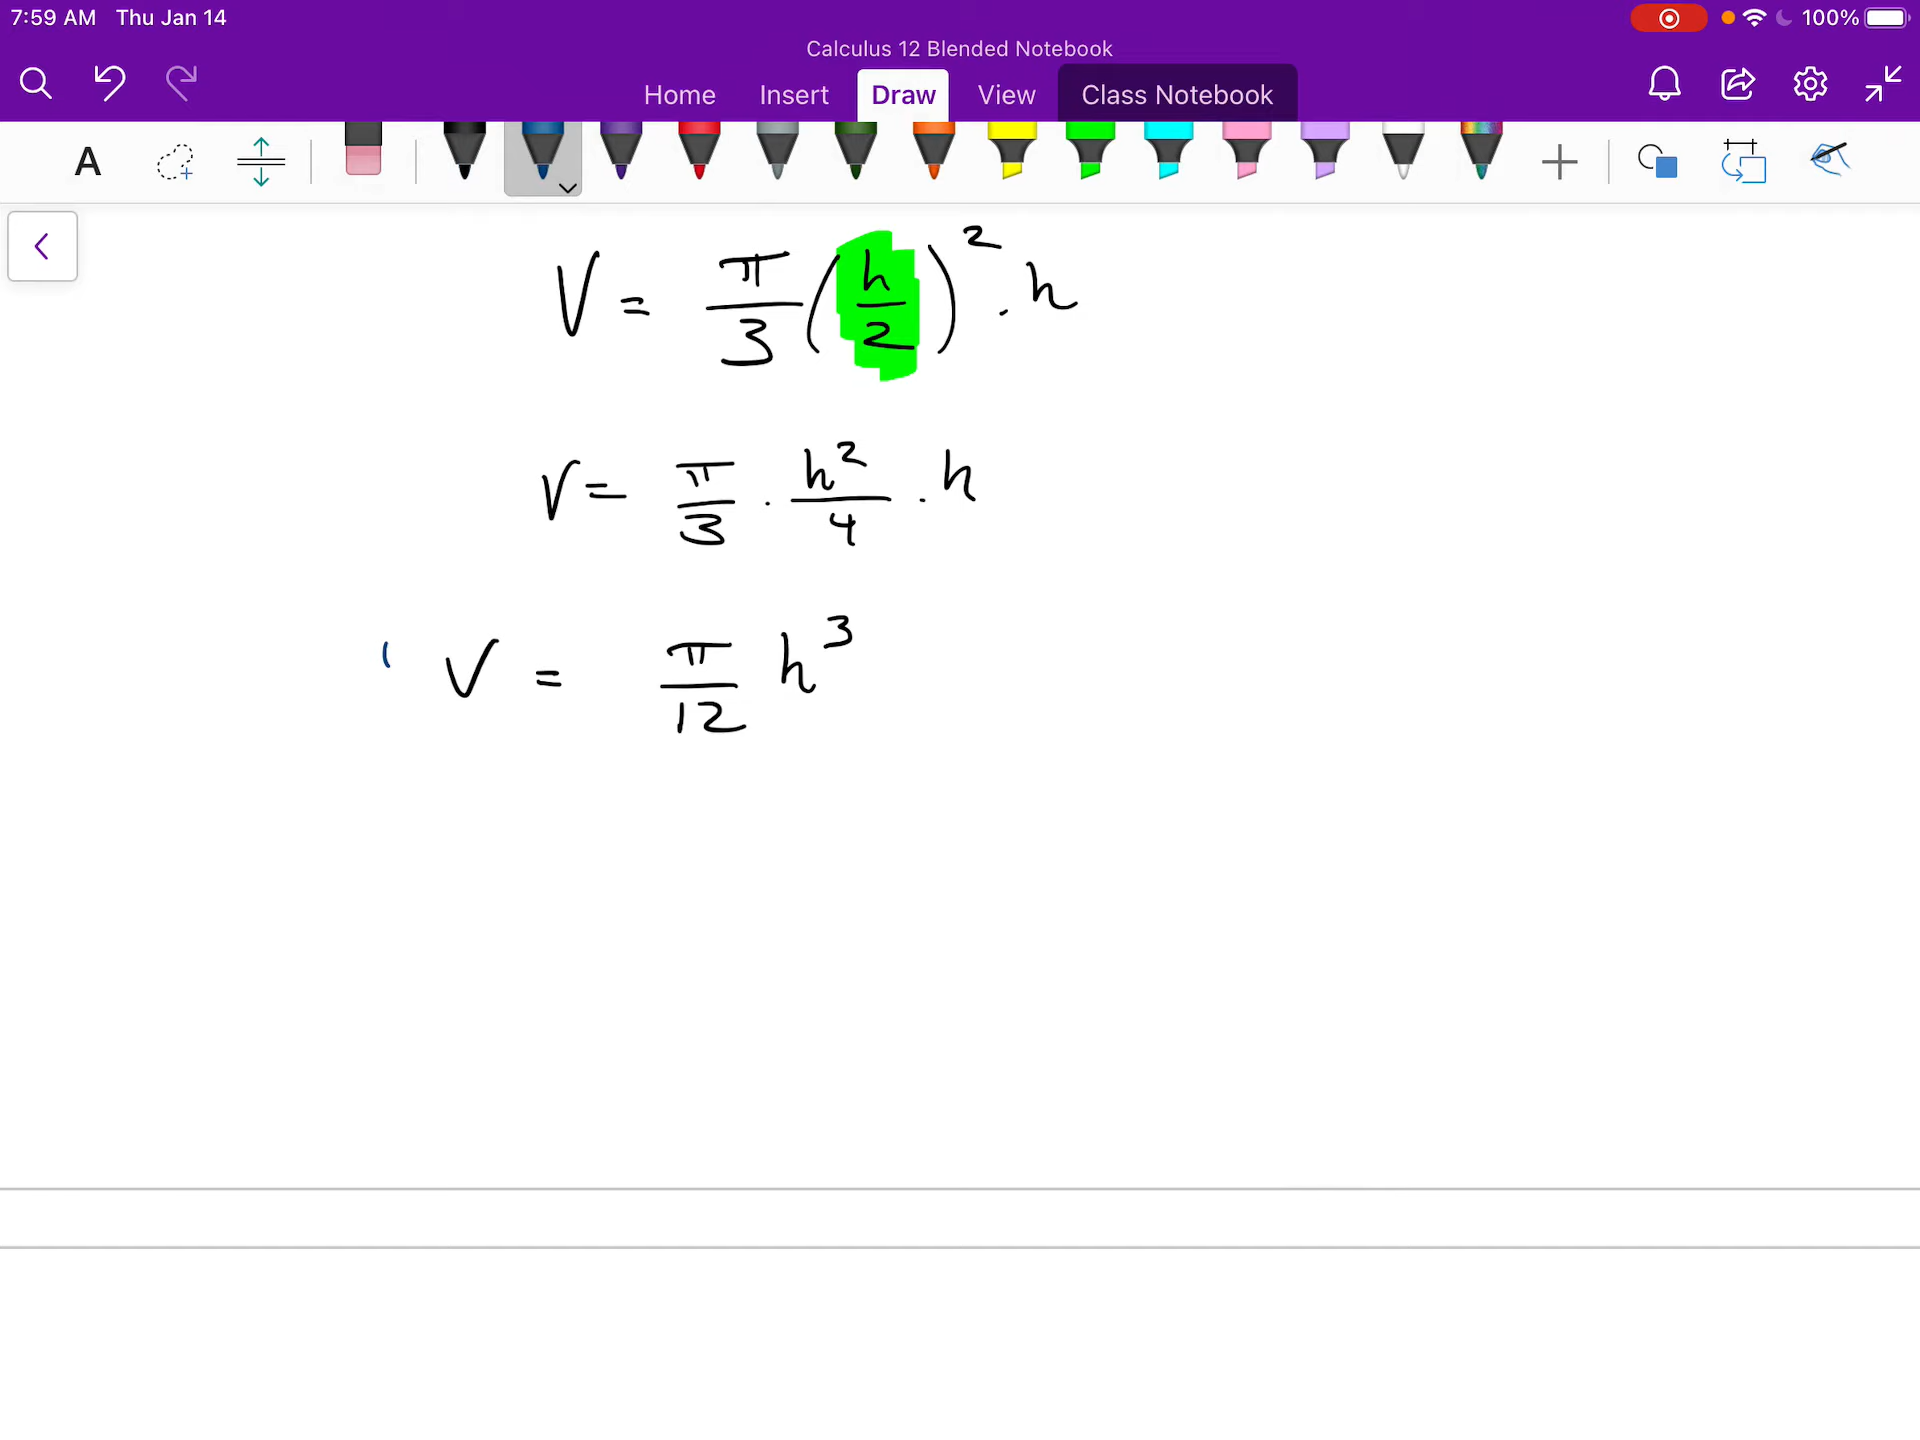 7:59 AM Thu Jan 14 100%
Calculus 12 Blended Notebook
Home Insert Draw View Class Notebook
A
V = π/3 (h/2)² · h
V = π/3 · h²/4 · h
( V = π/12 h³